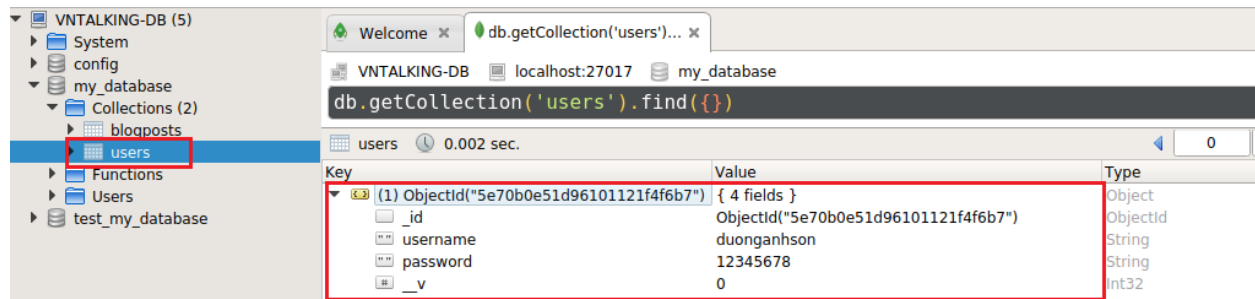 VNTALKING-DB (5)
System
config
my_database
Collections (2)
blogposts
users
Functions
Users
test_my_database
Welcome
db.getCollection('users')...
VNTALKING-DB localhost:27017 my_database
db.getCollection('users').find({})
users 0.002 sec. 0
Key Value Type
(1) ObjectId("5e70b0e51d96101121f4f6b7") { 4 fields } Object
_id ObjectId("5e70b0e51d96101121f4f6b7") ObjectId
"" username duonganhson String
"" password 12345678 String
# __v 0 Int32